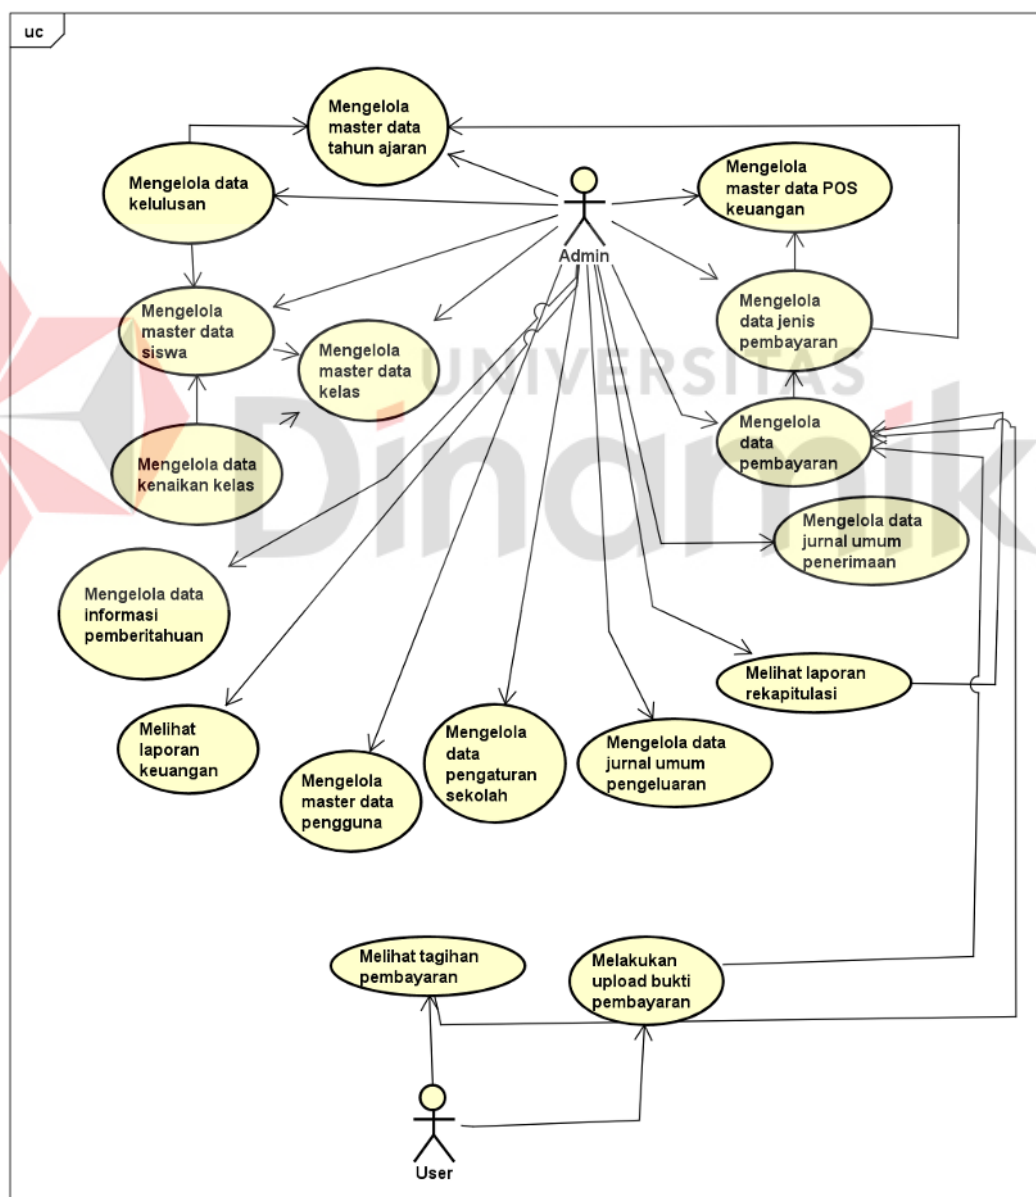 uc
Mengelola
master data
tahun ajaran
Mengelola data
kelulusan
Mengelola
master data POS
keuangan
Admin
Mengelola
master data
siswa
Mengelola
master data
kelas
Mengelola
data jenis
pembayaran
UNIVERSITAS
Dinamika
Mengelola
data
pembayaran
Mengelola data
kenaikan kelas
Mengelola data
jurnal umum
penerimaan
Mengelola data
informasi
pemberitahuan
Melihat laporan
rekapitulasi
Melihat
laporan
keuangan
Mengelola
master data
pengguna
Mengelola
data
pengaturan
sekolah
Mengelola data
jurnal umum
pengeluaran
Melihat tagihan
pembayaran
Melakukan
upload bukti
pembayaran
User